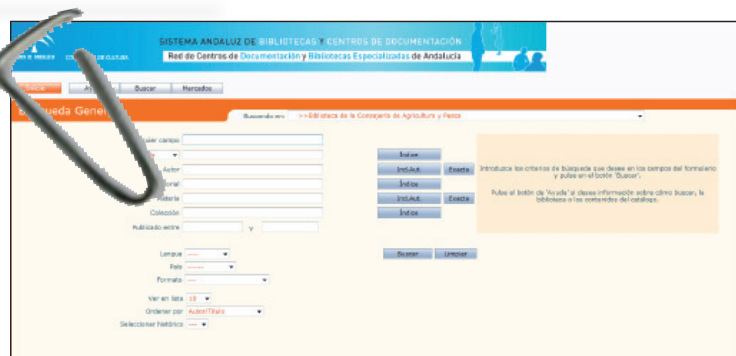 SISTEMA ANDALUZ DE BIBLIOTECAS Y CENTROS DE DOCUMENTACIÓN
Red de Centros de Documentación y Bibliotecas Especializadas de Andalucía
Inicio Buscar Marcados
Buscando en: >>Biblioteca de la Consejería de Agricultura y Pesca
campo
Índice
Autor Ind.Aut. Exacta
Índice
Materia Ind.Aut. Exacta
Colección Índice
Introduzca los criterios de búsqueda que desee en los campos del formulario y pulse en el botón 'Buscar'.
Pulse el botón de 'Ayuda' si desea información sobre cómo buscar, la biblioteca o los contenidos del catálogo.
Publicado entre y
Lengua ----
País ------
Formato ---
Buscar Limpiar
Ver en lista 10
Ordenar por Autor/Título
Seleccionar histórico ---